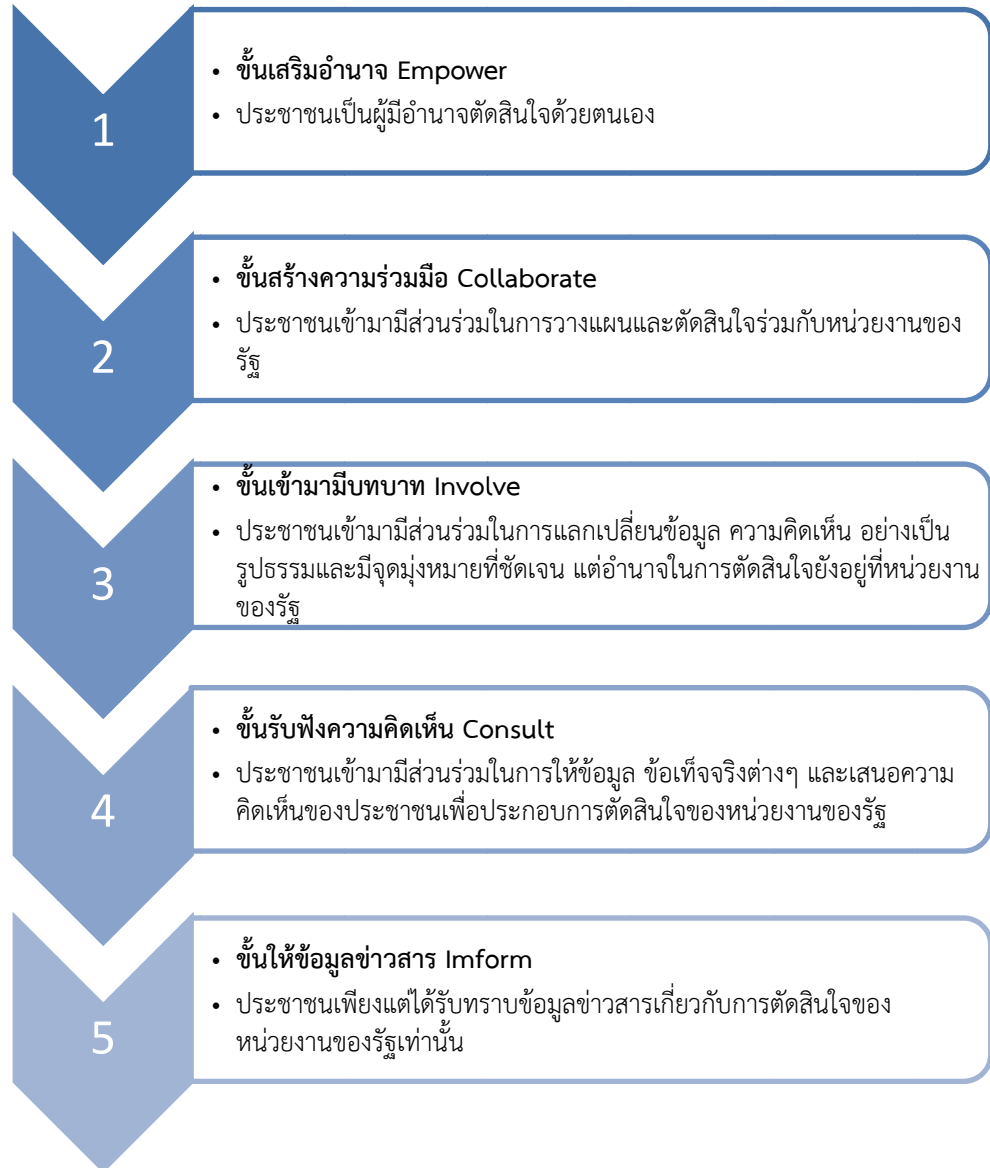 1
• ขั้นเสริมอำนาจ Empower
• ประชาชนเป็นผู้มีอำนาจตัดสินใจด้วยตนเอง
2
• ขั้นสร้างความร่วมมือ Collaborate
• ประชาชนเข้ามามีส่วนร่วมในการวางแผนและตัดสินใจร่วมกับหน่วยงานของ
รัฐ
3
• ขั้นเข้ามามีบทบาท Involve
• ประชาชนเข้ามามีส่วนร่วมในการแลกเปลี่ยนข้อมูล ความคิดเห็น อย่างเป็น
รูปธรรมและมีจุดมุ่งหมายที่ชัดเจน แต่อำนาจในการตัดสินใจยังอยู่ที่หน่วยงาน
ของรัฐ
4
• ขั้นรับฟังความคิดเห็น Consult
• ประชาชนเข้ามามีส่วนร่วมในการให้ข้อมูล ข้อเท็จจริงต่างๆ และเสนอความ
คิดเห็นของประชาชนเพื่อประกอบการตัดสินใจของหน่วยงานของรัฐ
5
• ขั้นให้ข้อมูลข่าวสาร Imform
• ประชาชนเพียงแต่ได้รับทราบข้อมูลข่าวสารเกี่ยวกับการตัดสินใจของ
หน่วยงานของรัฐเท่านั้น